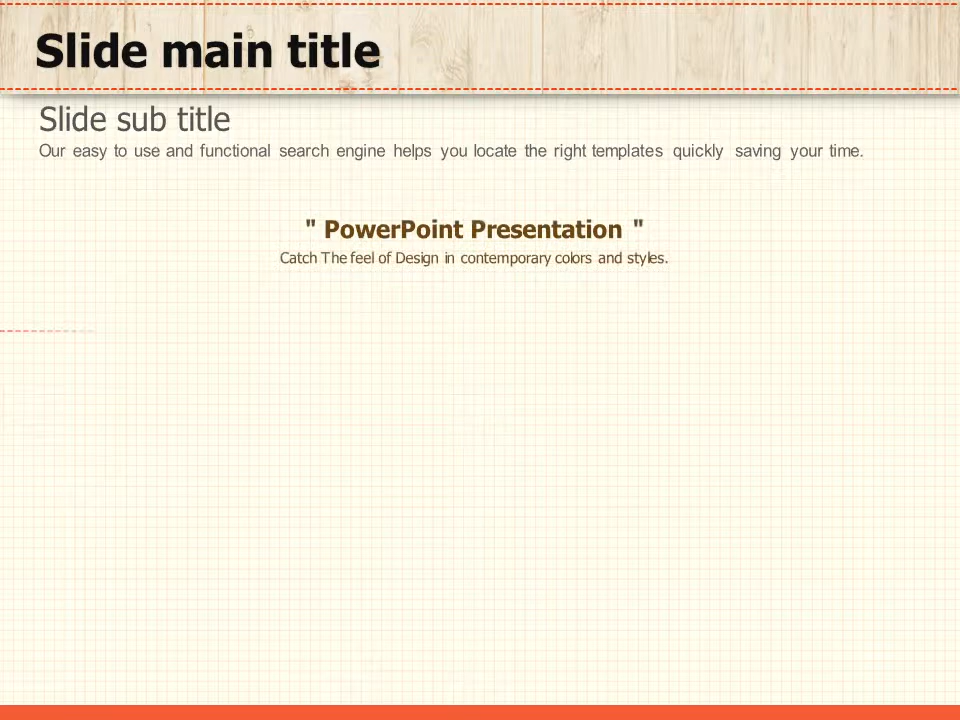 Slide main title
Slide sub title
Our easy to use and functional search engine helps you locate the right templates quickly saving your time.
" PowerPoint Presentation "
Catch The feel of Design in contemporary colors and styles.